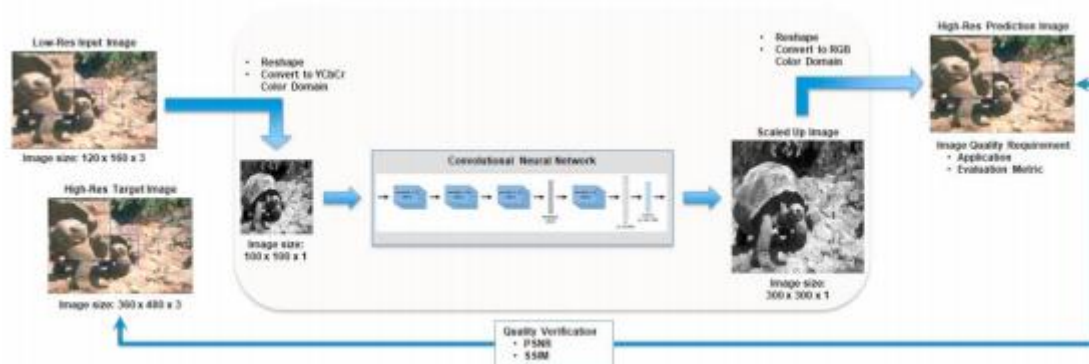 Low-Res Input Image
Image size: 120 x 160 x 3
High-Res Target Image
Image size: 360 x 480 x 3
• Reshape
• Convert to YCbCr
Color Domain
Image size:
100 x 100 x 1
Convolutional Neural Network
• Reshape
• Convert to RGB
Color Domain
Scaled Up Image
Image size:
300 x 300 x 1
High-Res Prediction Image
Image Quality Requirement
• Application
• Evaluation Metric
Quality Verification
• PSNR
• SSIM